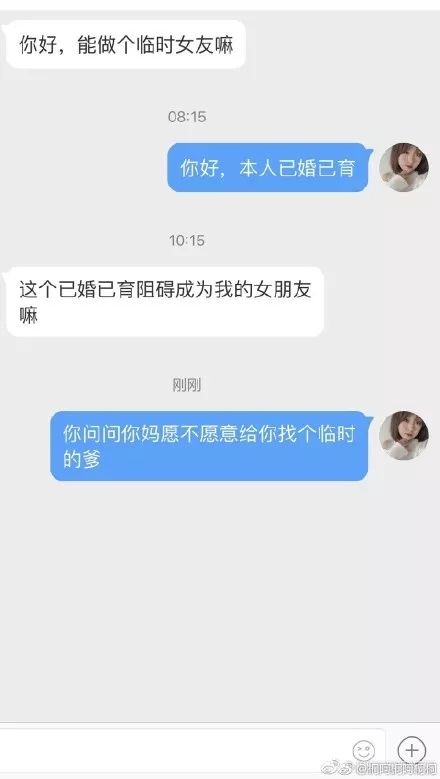 你好，能做个临时女友嘛
08:15
你好，本人已婚已育
10:15
这个已婚已育阻碍成为我的女朋友
嘛
刚刚
你问问你妈愿不愿意给你找个临时
的爹